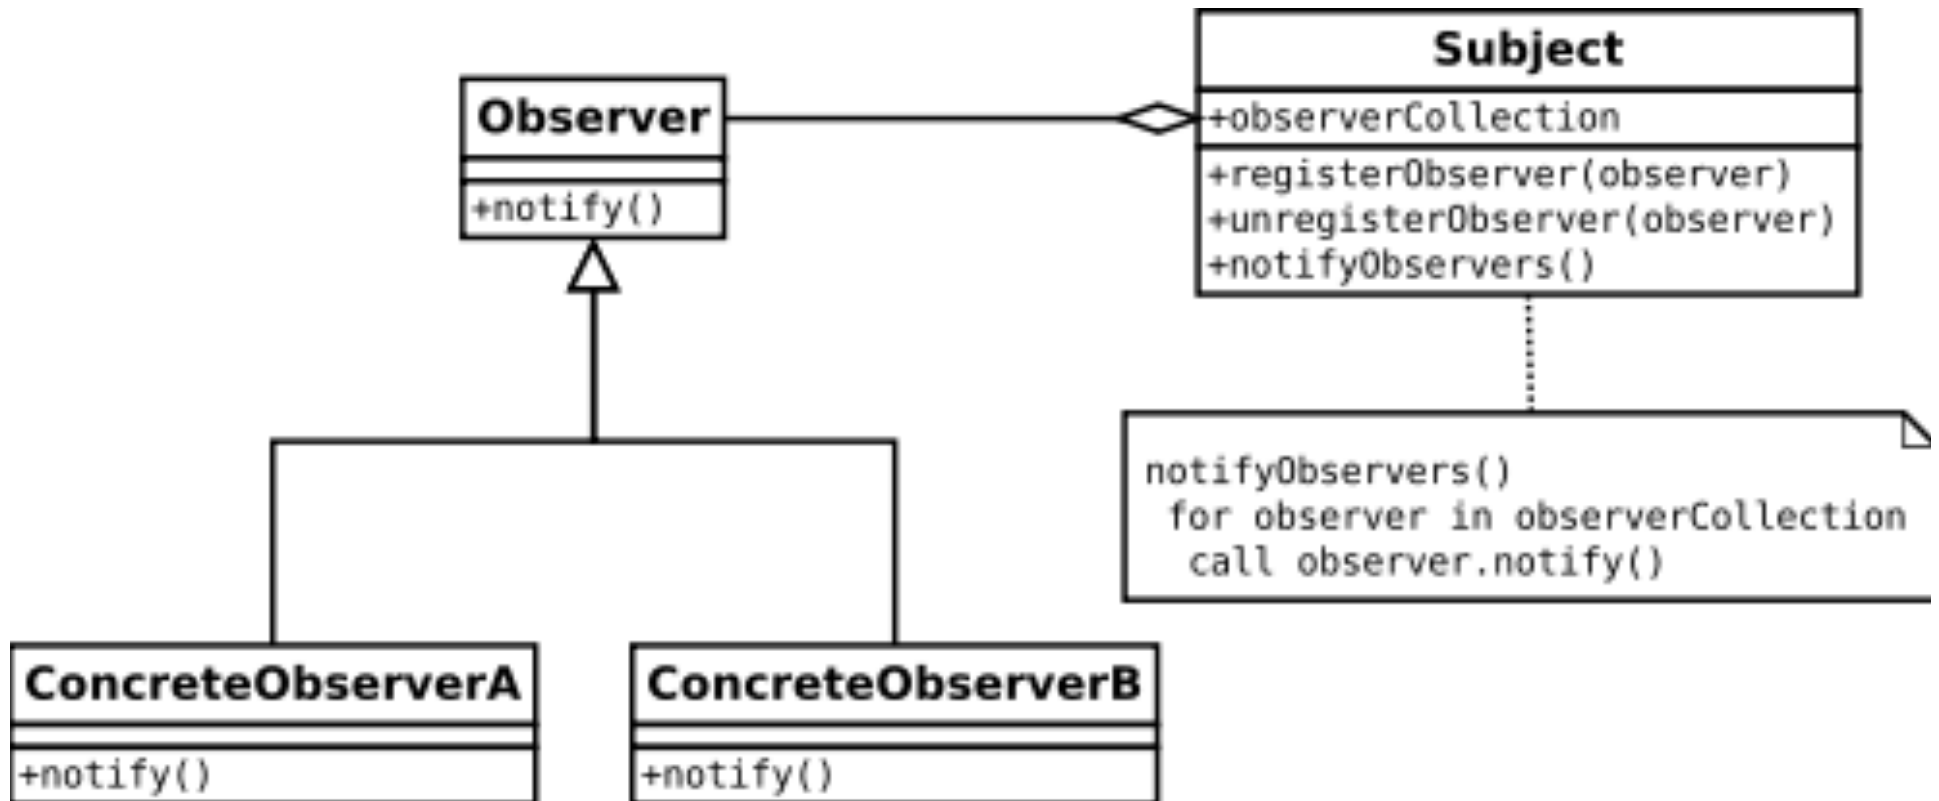 Subject
+observerCollection
+registerObserver(observer)
+unregisterObserver(observer)
+notifyObservers()
Observer
+notify()
notifyObservers()
for observer in observerCollection
call observer.notify()
ConcreteObserverA
+notify()
ConcreteObserverB
+notify()